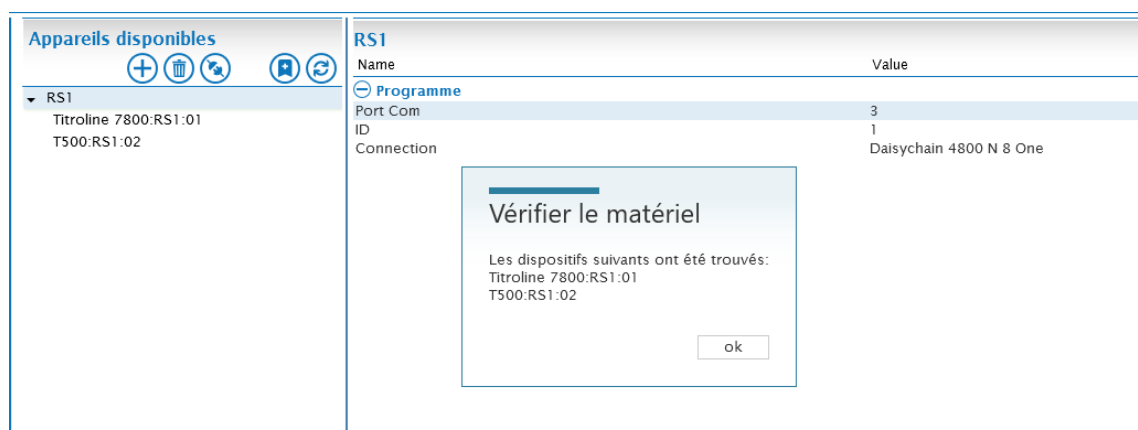 Appareils disponibles
RS1
Titroline 7800:RS1:01
T500:RS1:02
RS1
Name Value
Programme
Port Com 3
ID 1
Connection Daisychain 4800 N 8 One
Vérifier le matériel
Les dispositifs suivants ont été trouvés:
Titroline 7800:RS1:01
T500:RS1:02
ok